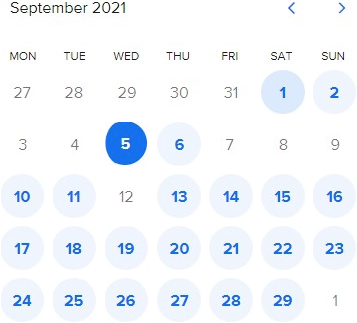 September 2021
MON TUE WED THU FRI SAT SUN
27 28 29 30 31 1 2
3 4 5 6 7 8 9
10 11 12 13 14 15 16
17 18 19 20 21 22 23
24 25 26 27 28 29 1